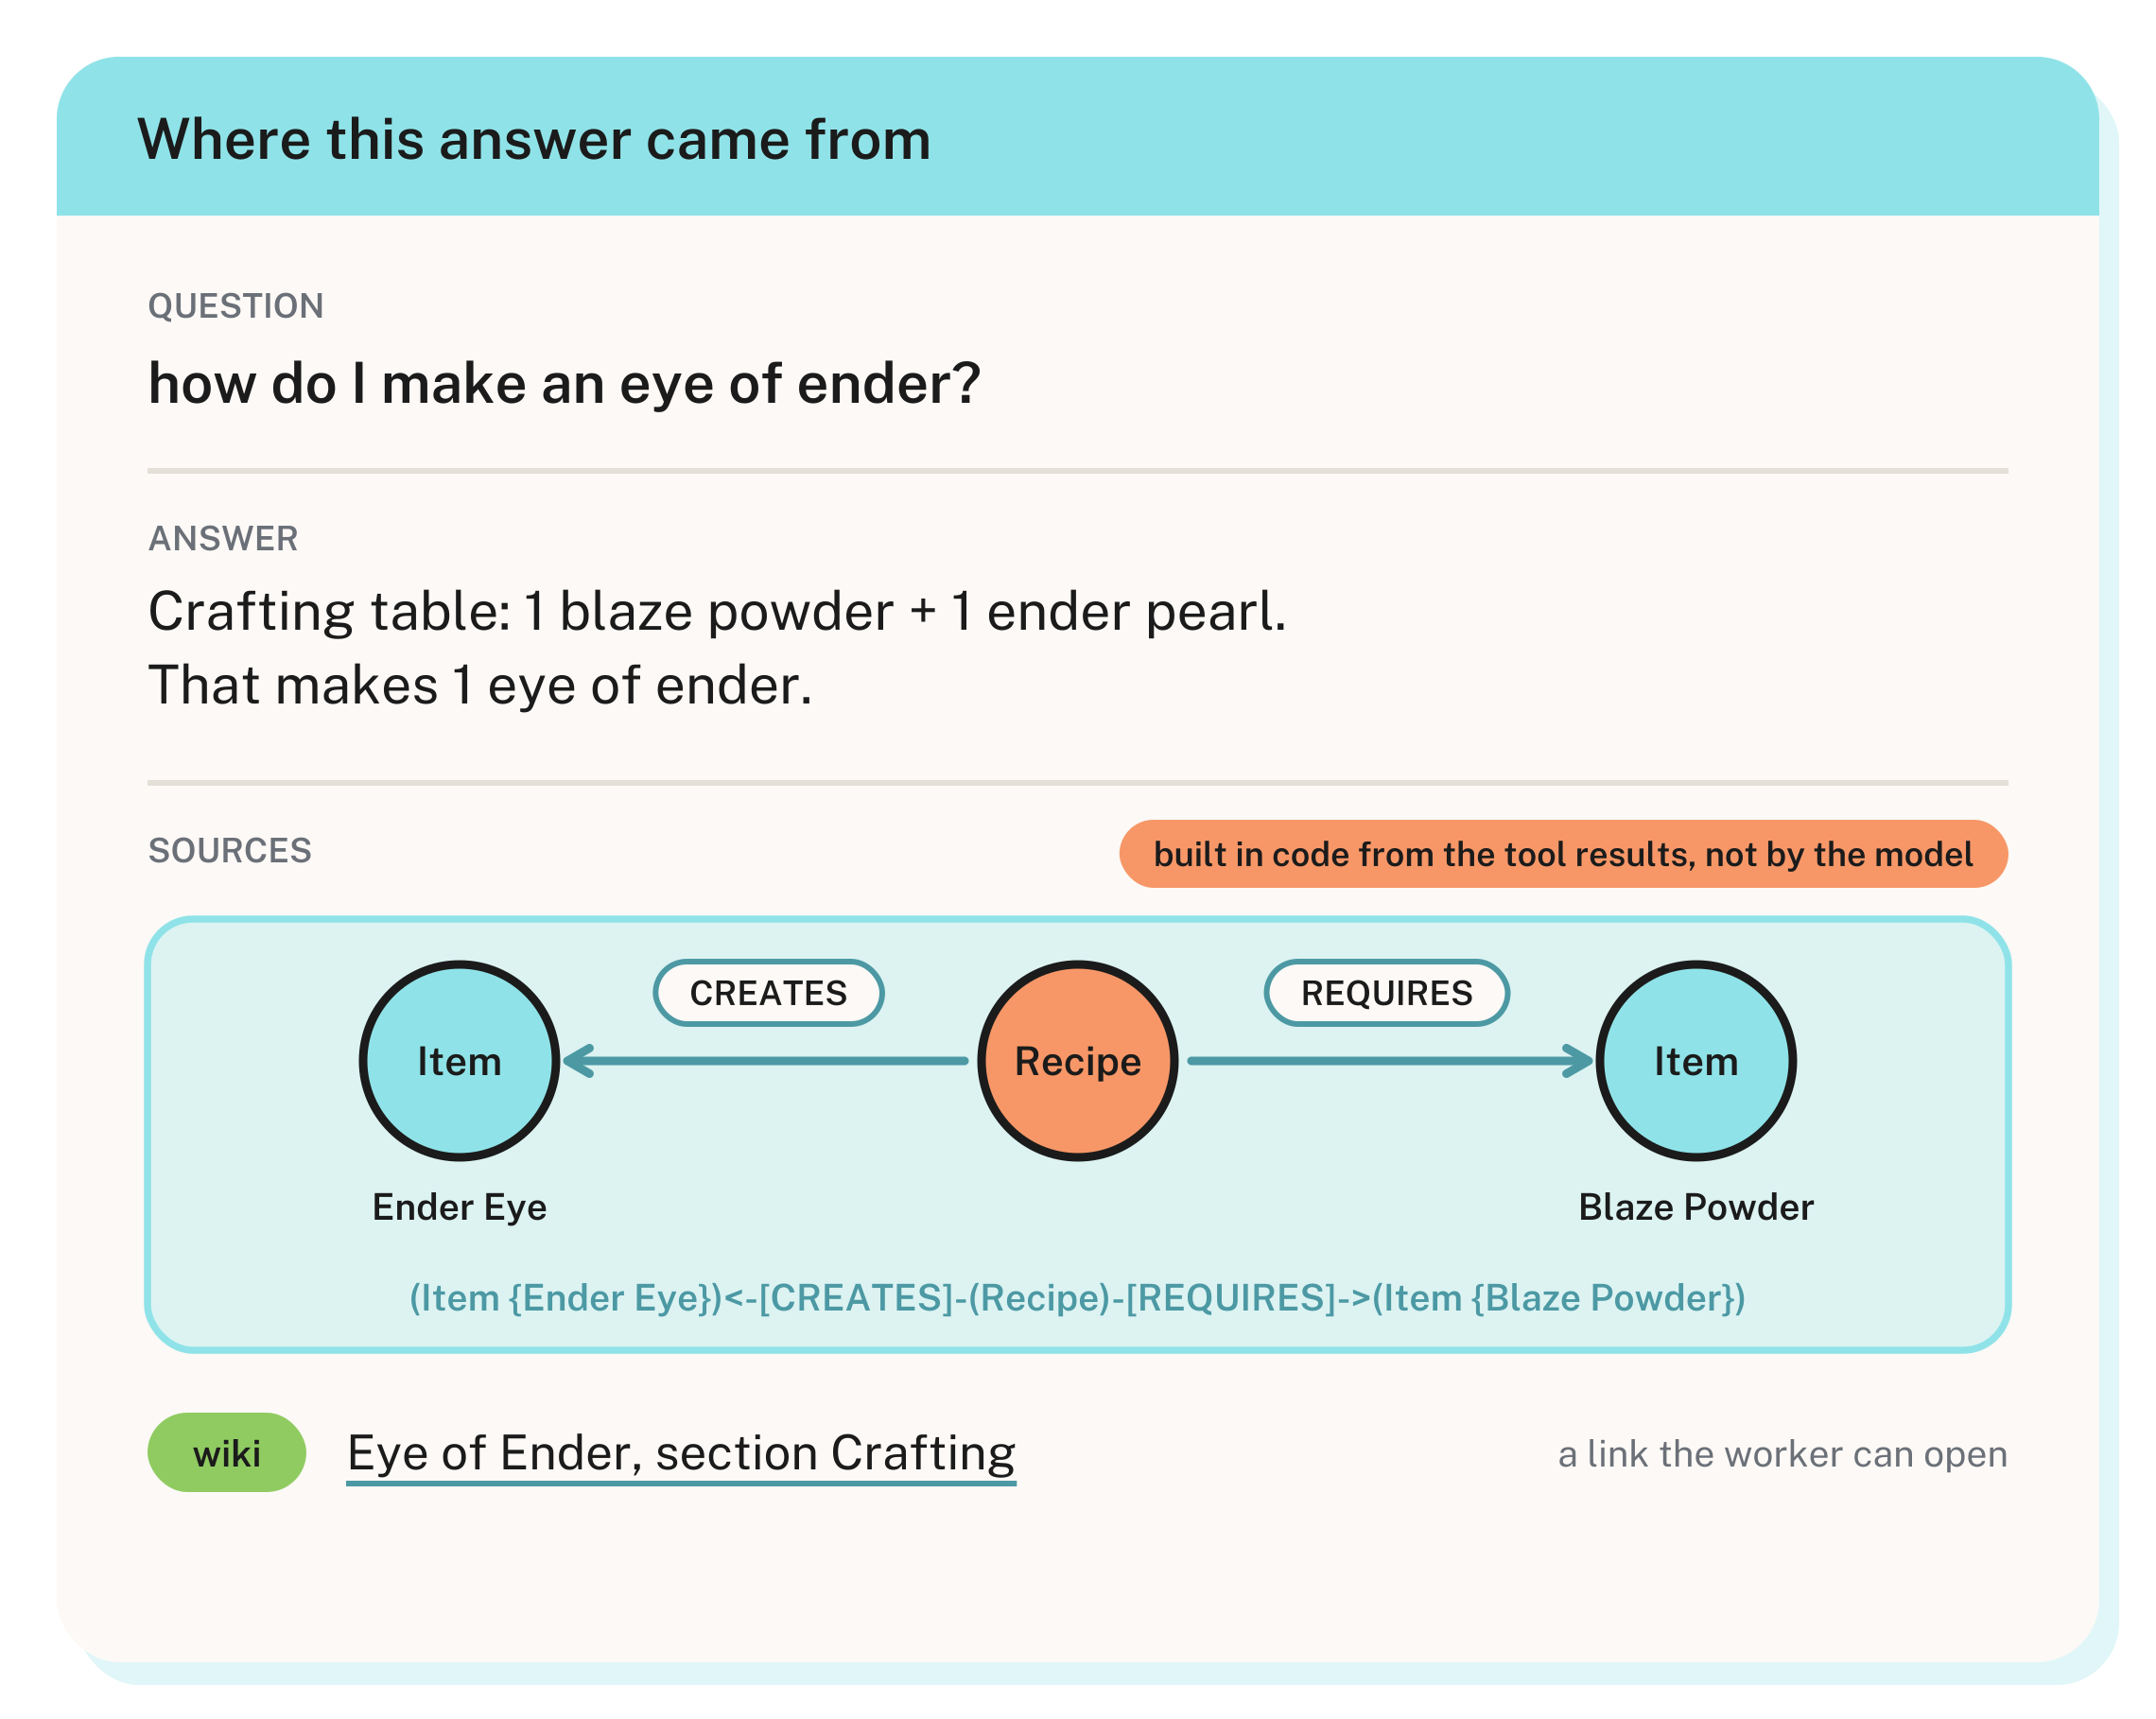 Where this answer came from
QUESTION
how do I make an eye of ender?
ANSWER
Crafting table: 1 blaze powder + 1 ender pearl.
That makes 1 eye of ender.
SOURCES
built in code from the tool results, not by the model
CREATES
REQUIRES
Item
Recipe
Item
Ender Eye
Blaze Powder
(Item {Ender Eye})<-[CREATES]-(Recipe)-[REQUIRES]->(Item {Blaze Powder})
wiki
Eye of Ender, section Crafting
a link the worker can open